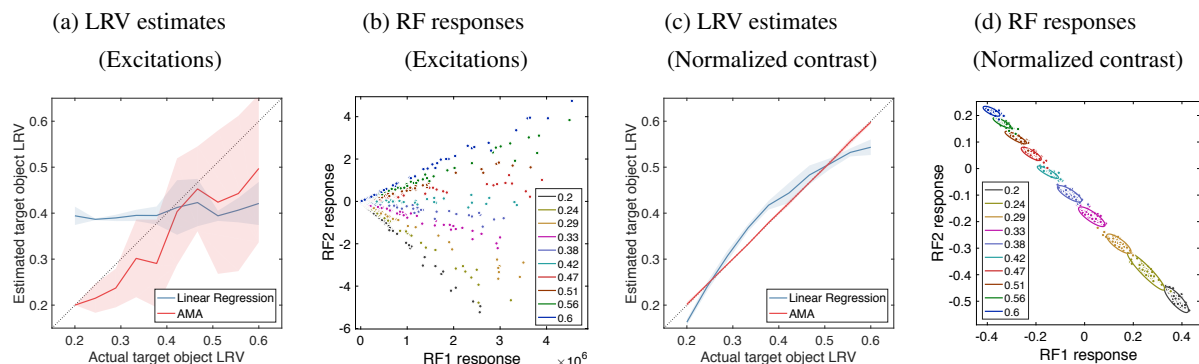 (a) LRV estimates
(Excitations)
(b) RF responses
(Excitations)
(c) LRV estimates
(Normalized contrast)
(d) RF responses
(Normalized contrast)
Estimated target object LRV
0.6
0.5
0.4
0.3
0.2
Linear Regression
AMA
0.2 0.3 0.4 0.5 0.6
Actual target object LRV
0 1 2 3 4
RF2 response
4
2
0
-2
-4
-6
0.2
0.24
0.29
0.33
0.38
0.42
0.47
0.51
0.56
0.6
RF1 response
×10⁶
Estimated target object LRV
0.6
0.5
0.4
0.3
0.2
Linear Regression
AMA
0.2 0.3 0.4 0.5 0.6
Actual target object LRV
RF2 response
0.2
0.1
0
-0.1
-0.2
-0.3
-0.4
-0.5
0.2
0.24
0.29
0.33
0.38
0.42
0.47
0.51
0.56
0.6
-0.4 -0.2 0 0.2 0.4
RF1 response